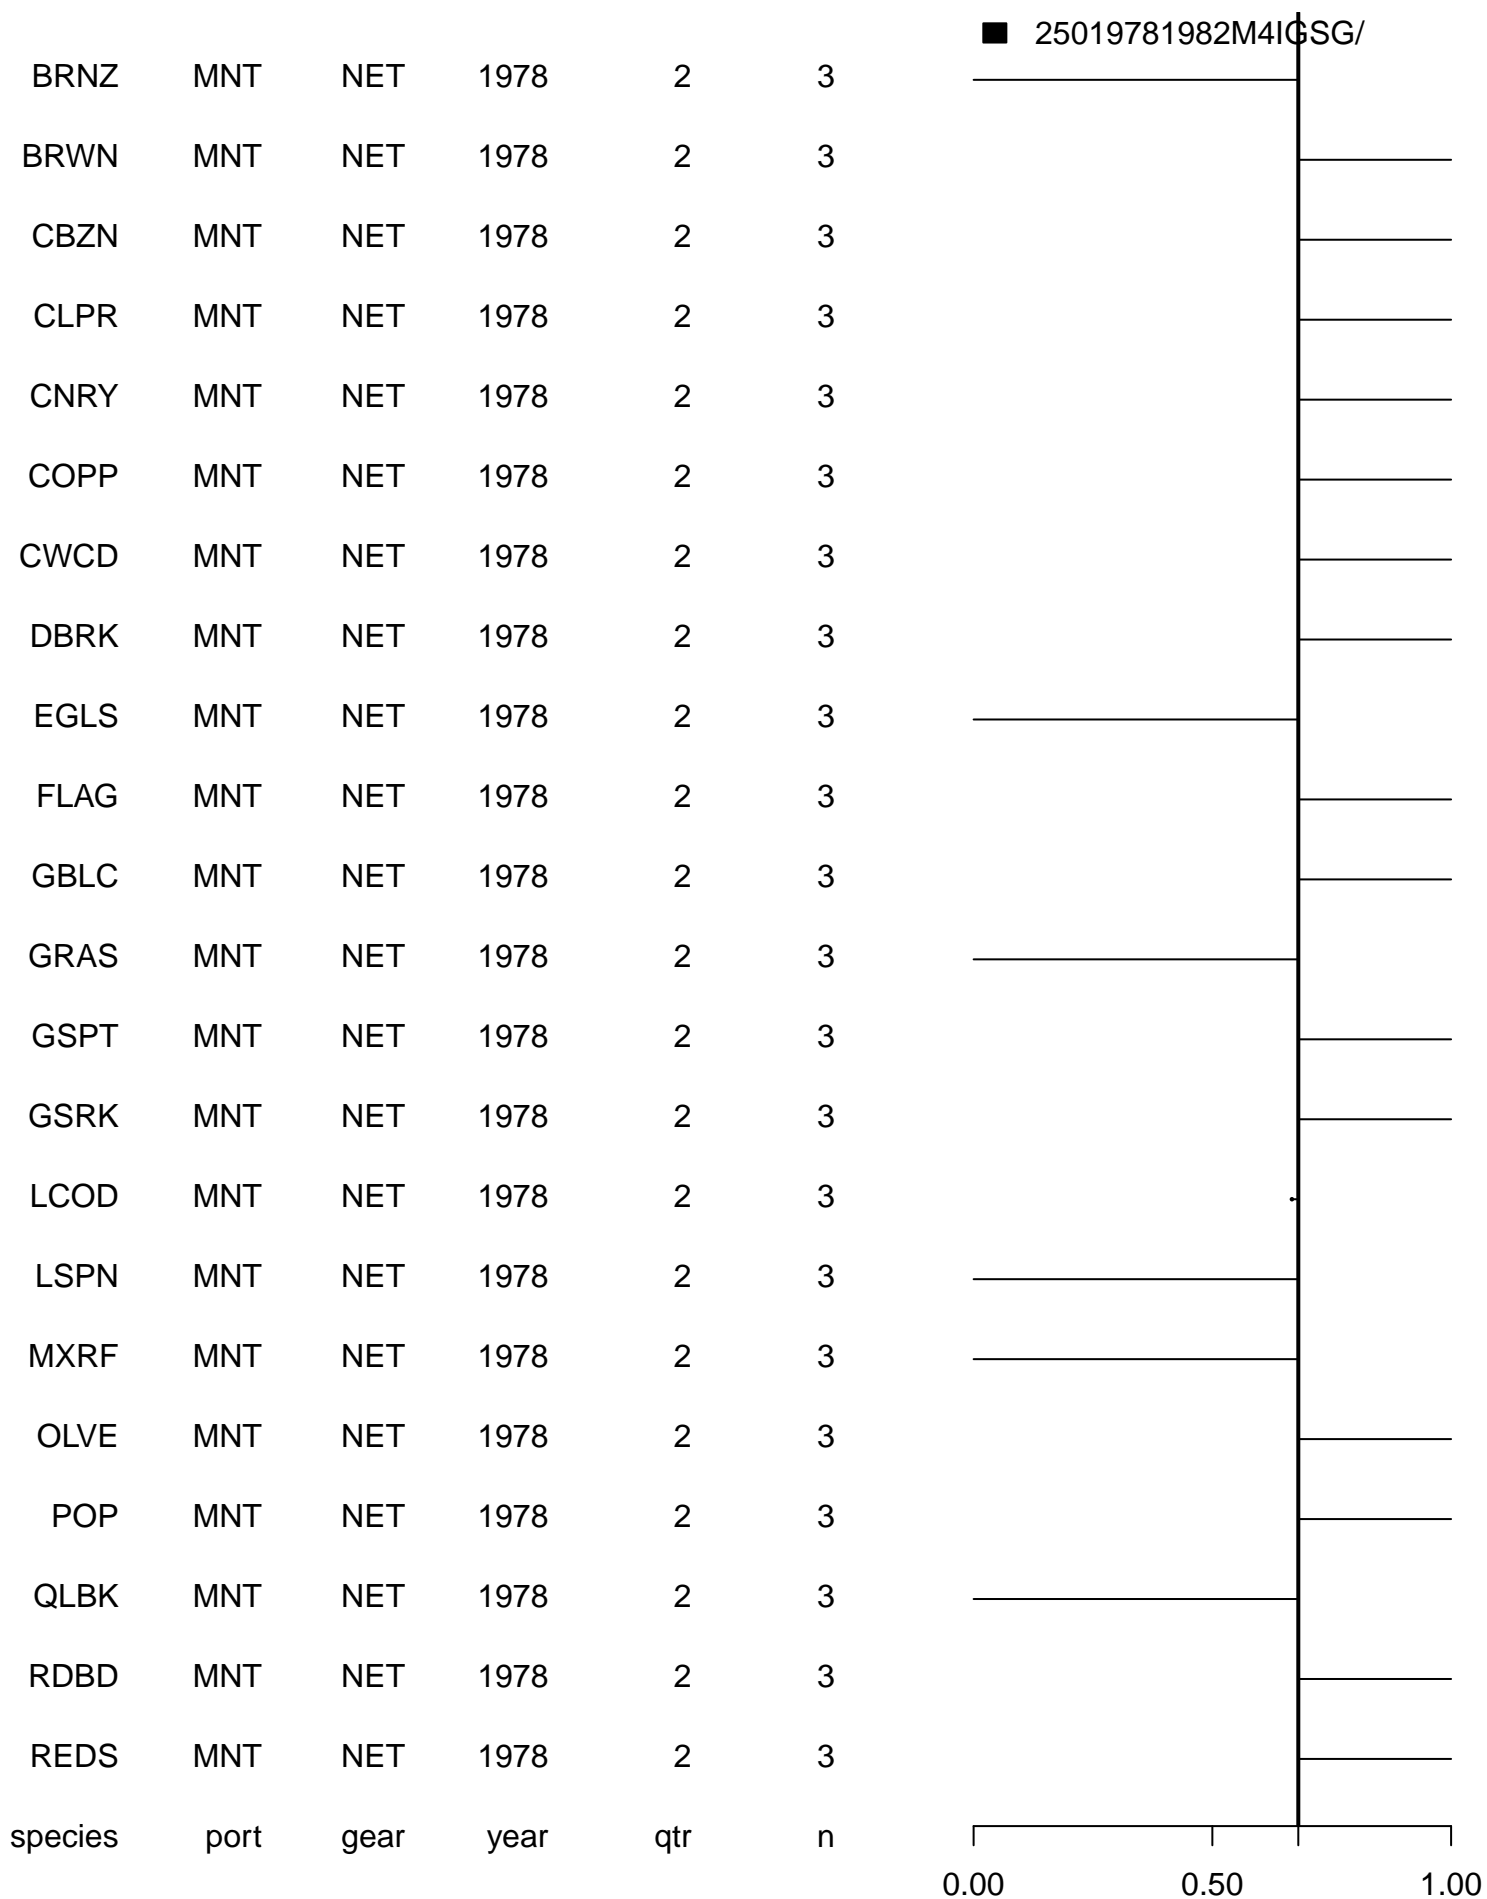 25019781982M4IGSG/
BRNZ MNT NET 1978 2 3
BRWN MNT NET 1978 2 3
CBZN MNT NET 1978 2 3
CLPR MNT NET 1978 2 3
CNRY MNT NET 1978 2 3
COPP MNT NET 1978 2 3
CWCD MNT NET 1978 2 3
DBRK MNT NET 1978 2 3
EGLS MNT NET 1978 2 3
FLAG MNT NET 1978 2 3
GBLC MNT NET 1978 2 3
GRAS MNT NET 1978 2 3
GSPT MNT NET 1978 2 3
GSRK MNT NET 1978 2 3
LCOD MNT NET 1978 2 3
LSPN MNT NET 1978 2 3
MXRF MNT NET 1978 2 3
OLVE MNT NET 1978 2 3
POP MNT NET 1978 2 3
QLBK MNT NET 1978 2 3
RDBD MNT NET 1978 2 3
REDS MNT NET 1978 2 3
species port gear year qtr n
0.00 0.50 1.00